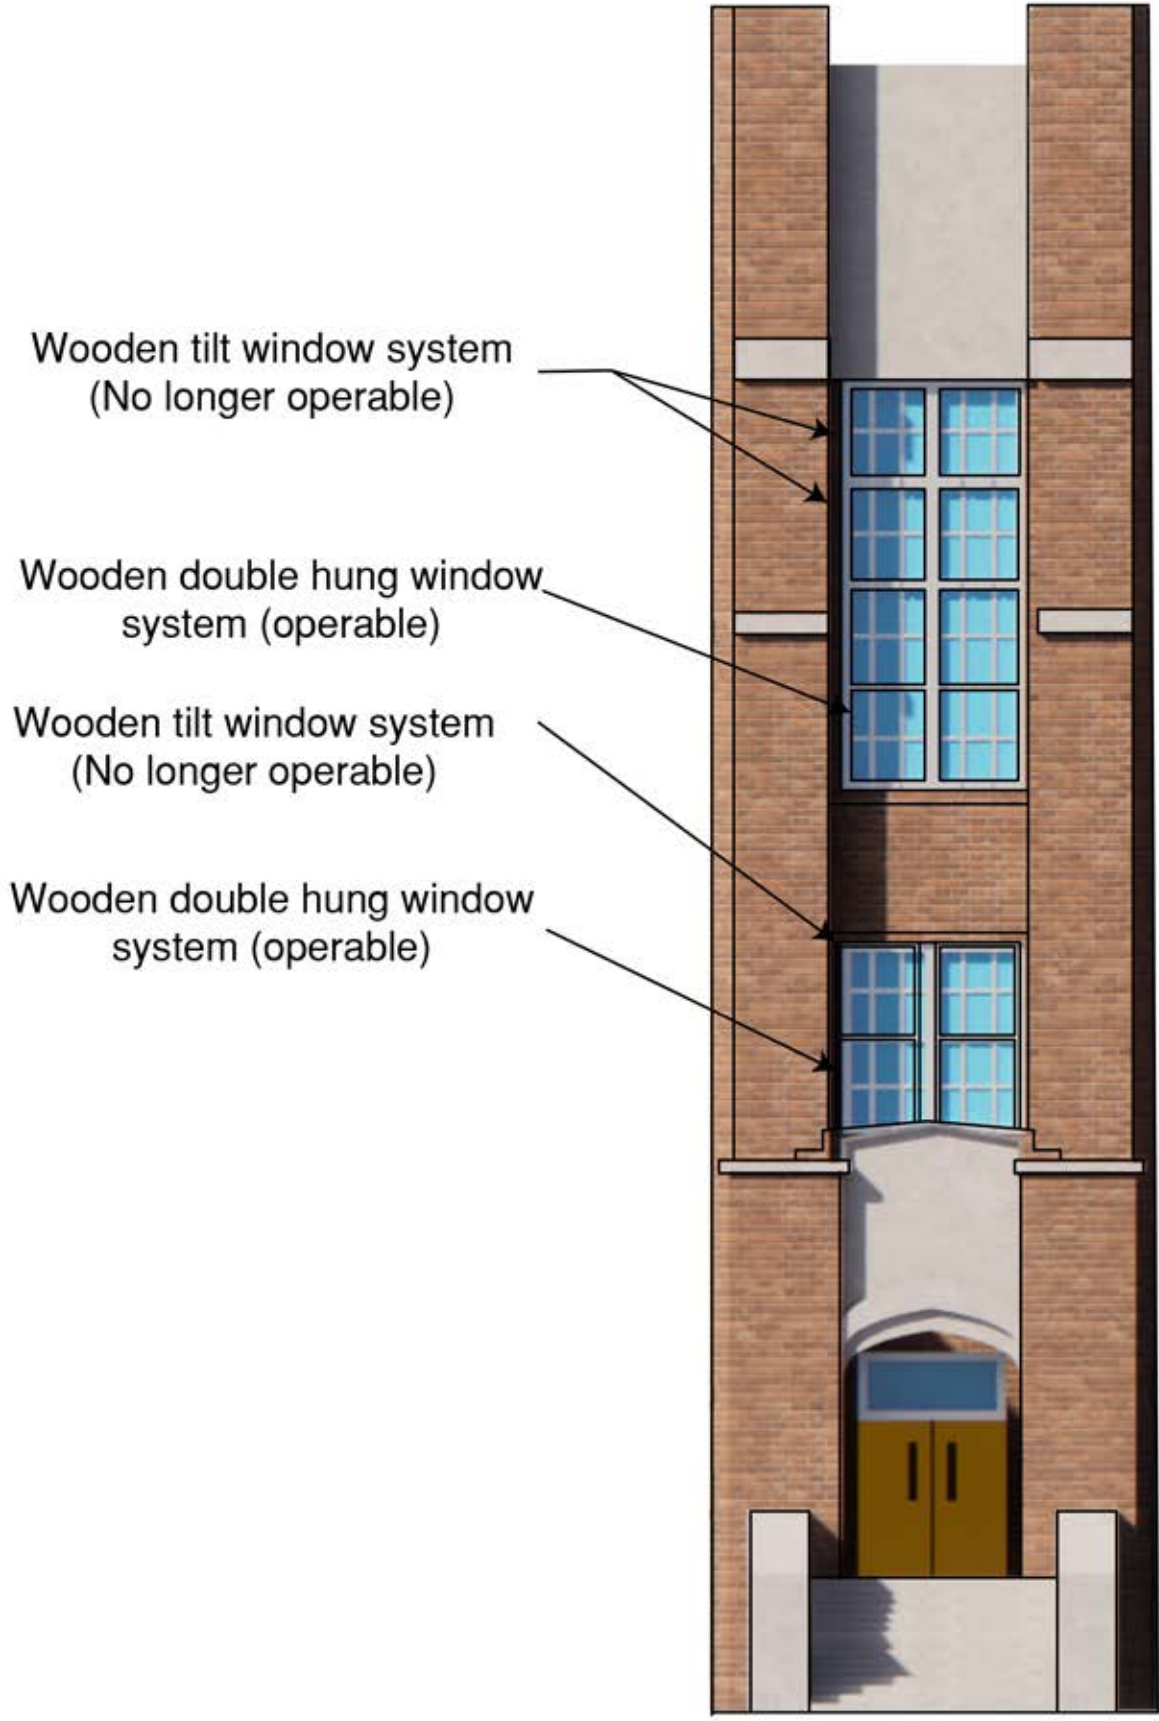 Wooden tilt window system
(No longer operable)
Wooden double hung window
system (operable)
Wooden tilt window system
(No longer operable)
Wooden double hung window
system (operable)